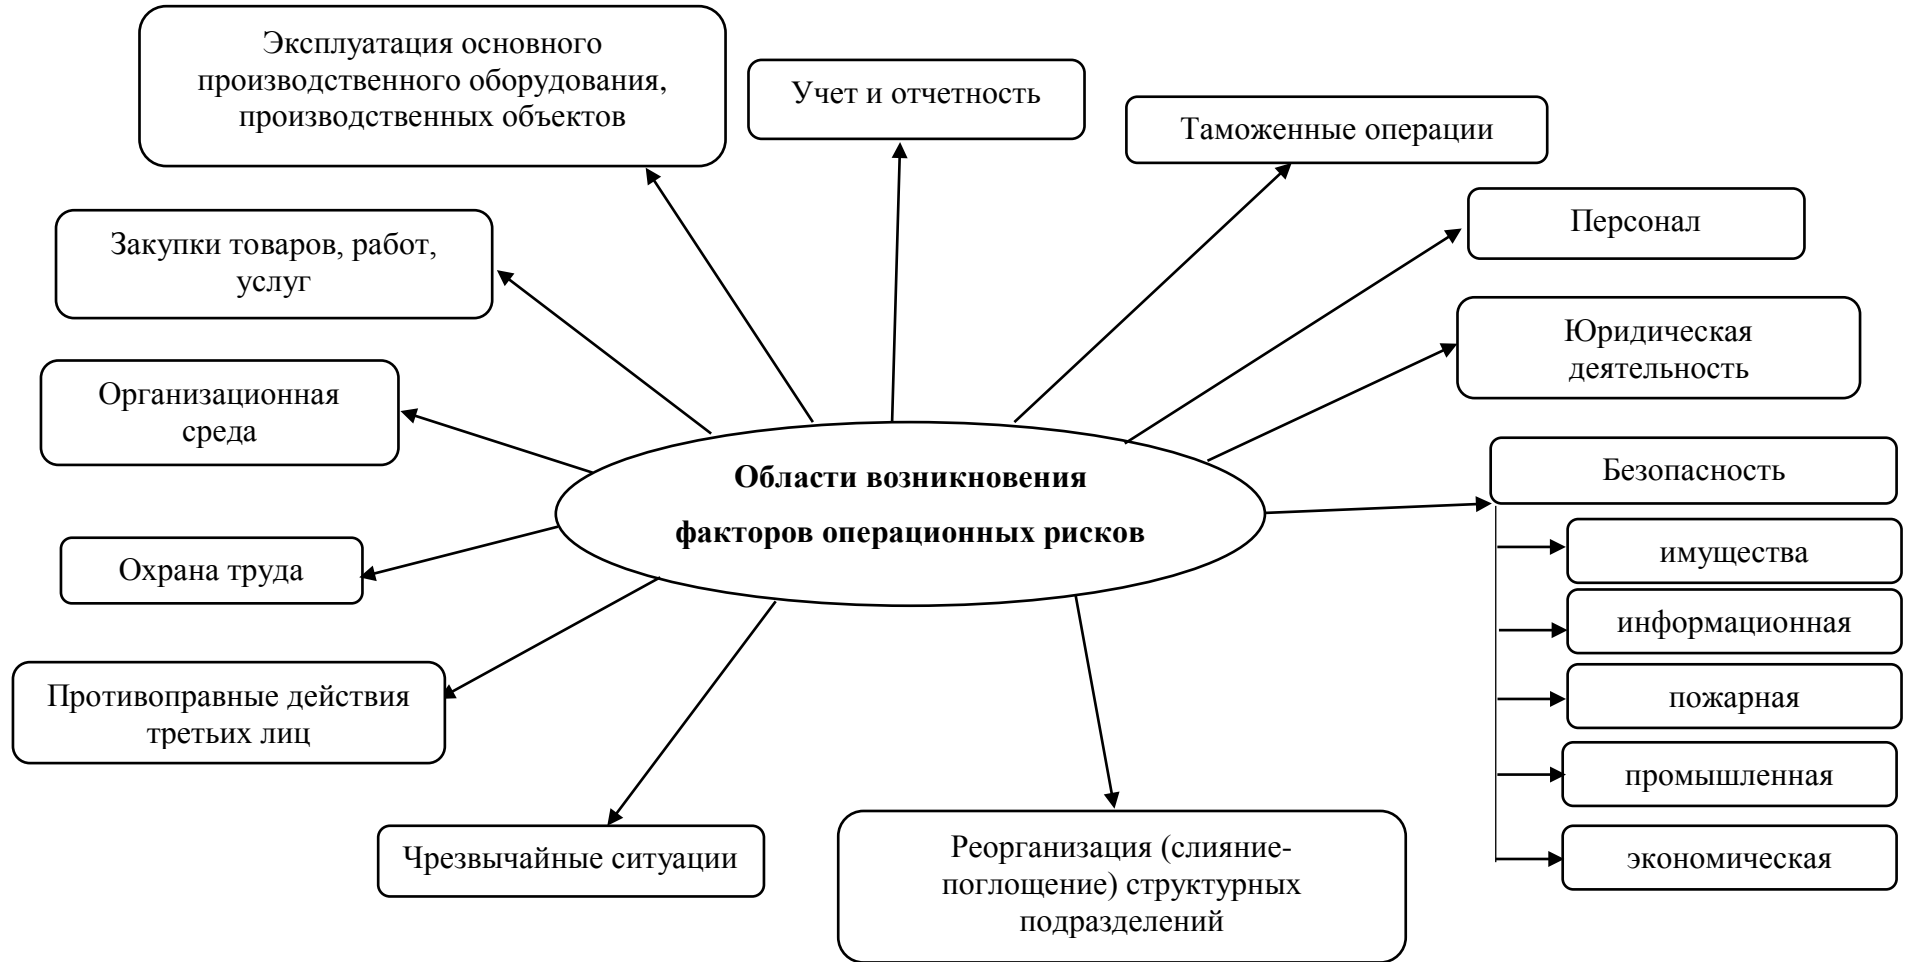 Эксплуатация основного
производственного оборудования,
производственных объектов
Учет и отчетность
Таможенные операции
Персонал
Закупки товаров, работ,
услуг
Юридическая
деятельность
Организационная
среда
Безопасность
Области возникновения
факторов операционных рисков
имущества
Охрана труда
информационная
Противоправные действия
третьих лиц
пожарная
промышленная
Чрезвычайные ситуации
Реорганизация (слияние-
поглощение) структурных
подразделений
экономическая